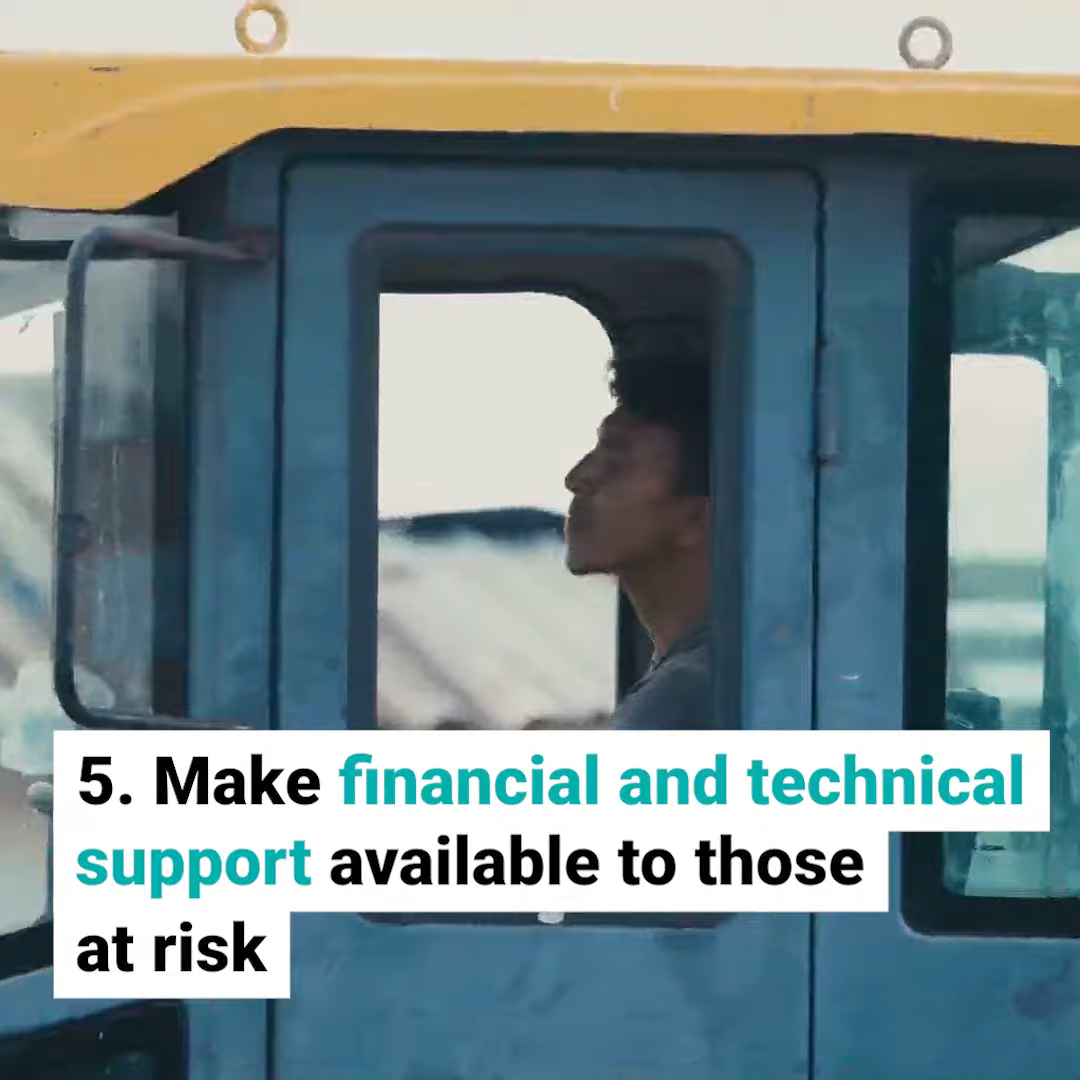 5. Make financial and technical
support available to those
at risk